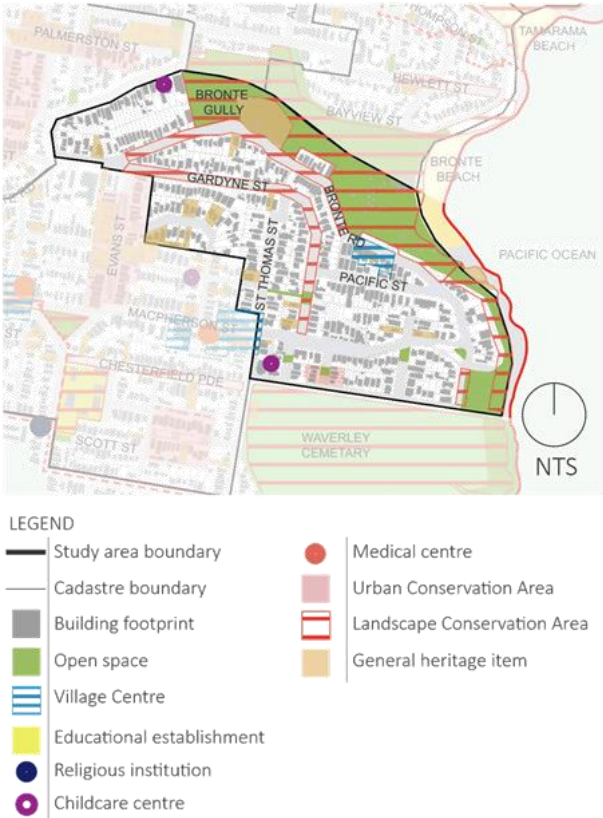 THOMPSON ST
TAMARAMA
BEACH
PALMERSTON ST
HEWLETT ST
BRONTE
GULLY
BAYVIEW ST
BRONTE
BEACH
ST
GARDYNE ST
BRONTE RD
EVANS ST
ST THOMAS ST
PACIFIC OCEAN
PACIFIC ST
MACPHERSON ST
ST
CHESTERFIELD PDE
SCOTT ST
WAVERLEY
CEMETARY
NTS
LEGEND
Study area boundary
Cadastre boundary
Building footprint
Open space
Village Centre
Educational establishment
Religious institution
Childcare centre
Medical centre
Urban Conservation Area
Landscape Conservation Area
General heritage item